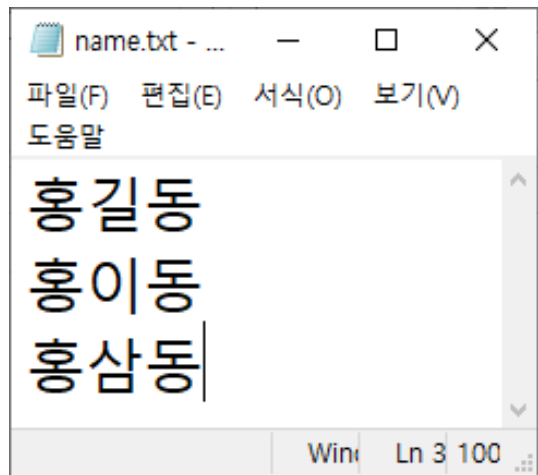 name.txt - ...
파일(F) 편집(E) 서식(O) 보기(V)
도움말
홍길동
홍이동
홍삼동
Ln 3 100